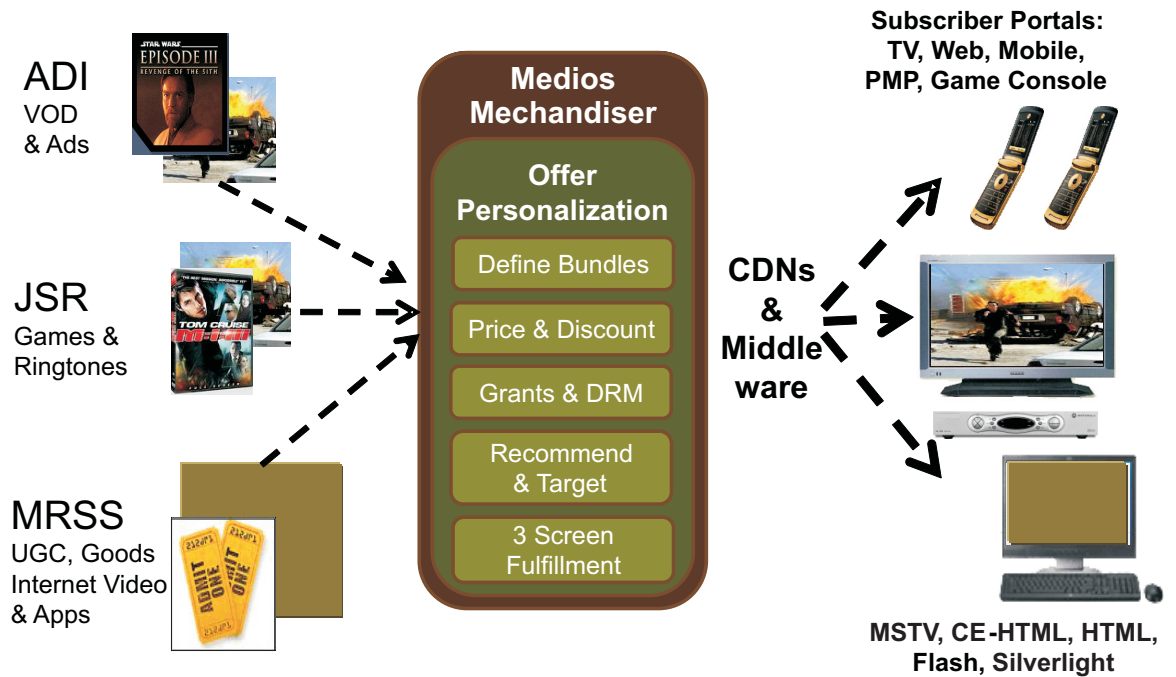 ADI
VOD
& Ads
STAR WARS
EPISODE III
REVENGE OF THE SITH
JSR
Games &
Ringtones
TOM CRUISE
M:i:III
MRSS
UGC, Goods
Internet Video
& Apps
ADMIT
ONE
ADMIT
ONE
Medios
Mechandiser
Offer
Personalization
Define Bundles
Price & Discount
Grants & DRM
Recommend
& Target
3 Screen
Fulfillment
CDNs
&
Middle
ware
Subscriber Portals:
TV, Web, Mobile,
PMP, Game Console
MSTV, CE-HTML, HTML,
Flash, Silverlight